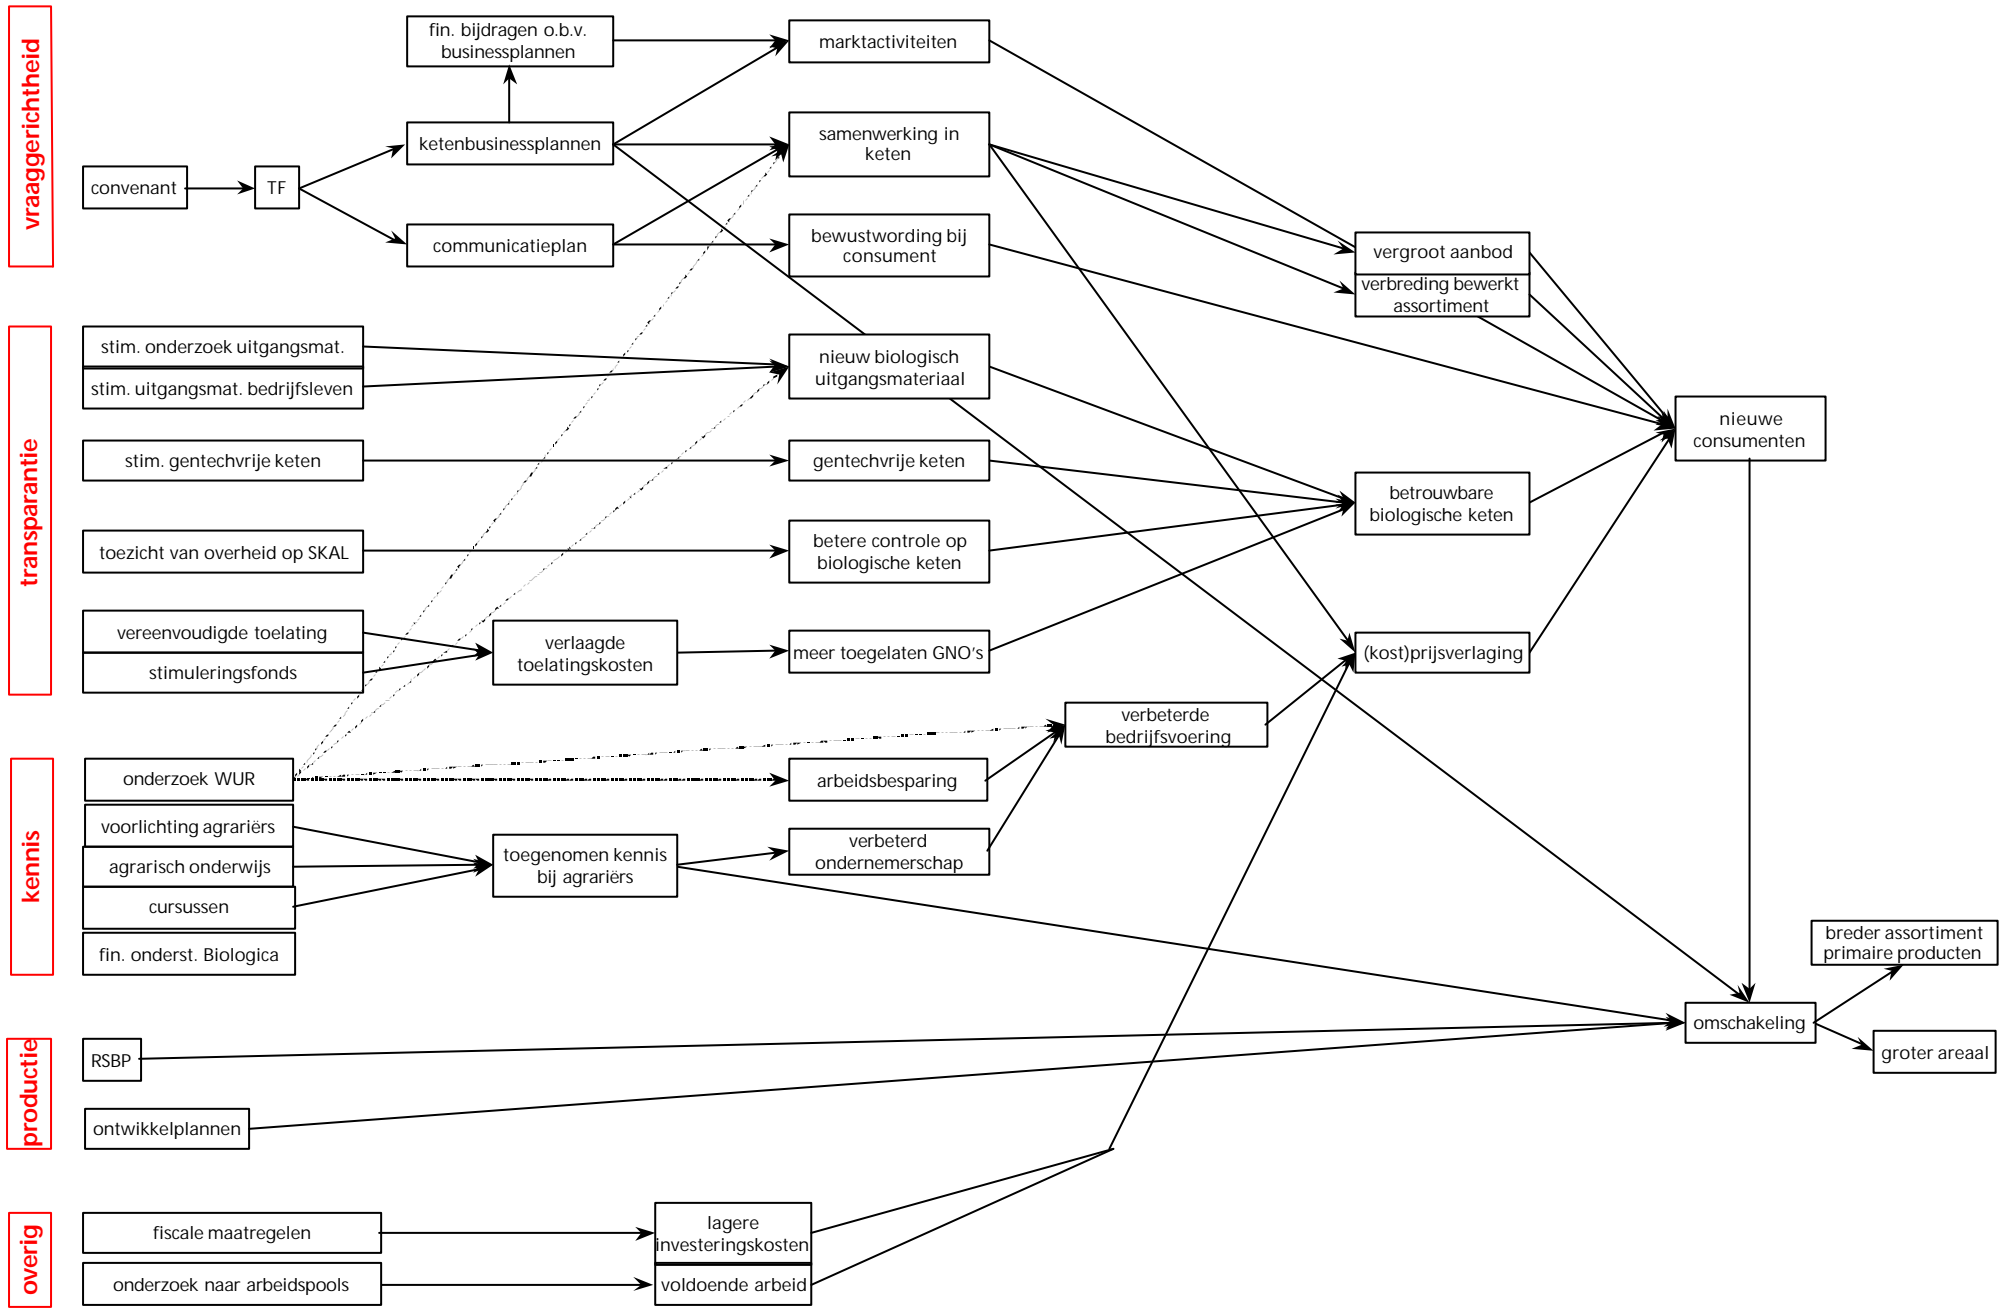 vraaggerichtheid
fin. bijdragen o.b.v.
businessplannen
marktactiviteiten
ketenbusinessplannen
samenwerking in
keten
convenant
TF
communicatieplan
bewustwording bij
consument
vergroot aanbod
verbreding bewerkt
assortiment
transparantie
stim. onderzoek uitgangsmat.
stim. uitgangsmat. bedrijfsleven
nieuw biologisch
uitgangsmateriaal
nieuwe
consumenten
stim. gentechvrije keten
gentechvrije keten
betrouwbare
biologische keten
toezicht van overheid op SKAL
betere controle op
biologische keten
vereenvoudigde toelating
stimuleringsfonds
verlaagde
toelatingskosten
meer toegelaten GNO's
(kost)prijsverlaging
verbeterde
bedrijfsvoering
kennis
onderzoek WUR
arbeidsbesparing
voorlichting agrariërs
agrarisch onderwijs
cursussen
fin. onderst. Biologica
toegenomen kennis
bij agrariërs
verbeterd
ondernemerschap
breder assortiment
primaire producten
omschakeling
groter areaal
productie
RSBP
ontwikkelplannen
overig
fiscale maatregelen
lagere
investeringskosten
onderzoek naar arbeidspools
voldoende arbeid